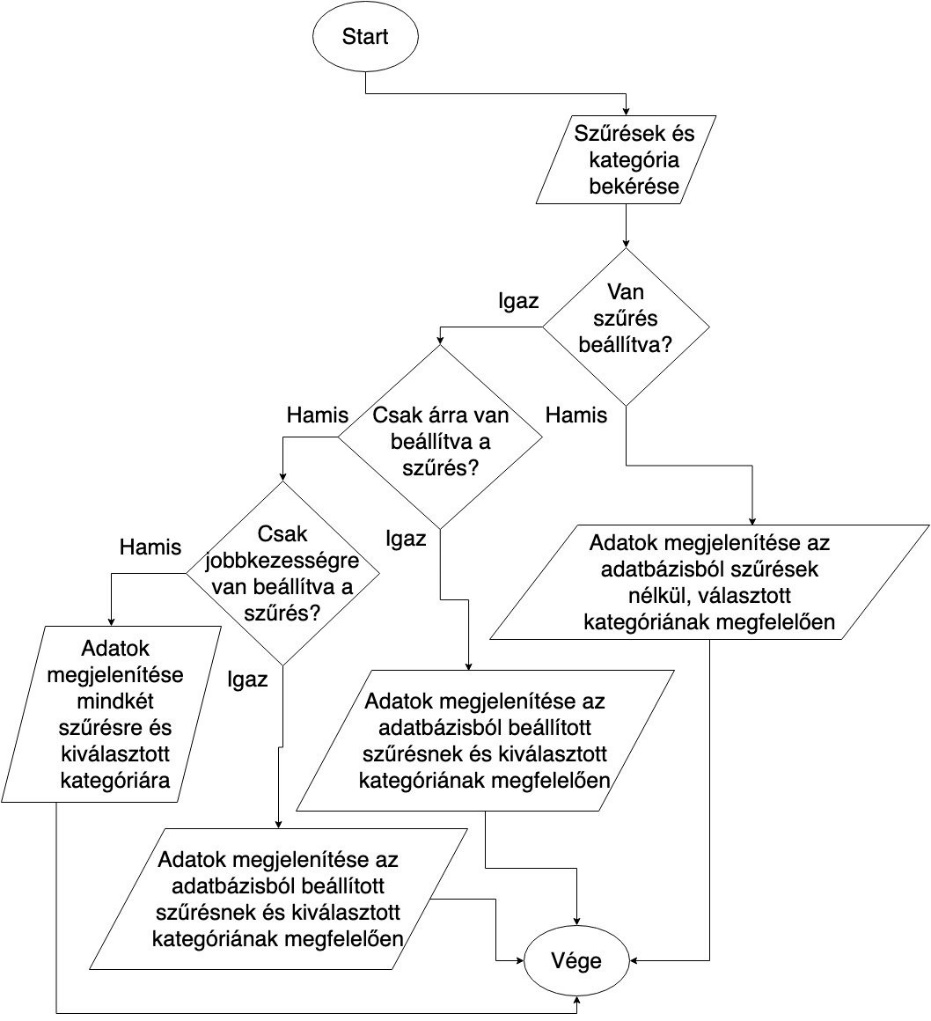 Start
Szűrések és
kategória
bekérése
Van
szűrés
beállítva?
Igaz
Hamis
Csak árra van
beállítva a
szűrés?
Hamis
Igaz
Csak
jobbkezességre
van beállítva a
szűrés?
Hamis
Igaz
Adatok megjelenítése az
adatbázisból szűrések
nélkül, választott
kategóriának megfelelően
Adatok
megjelenítése
mindkét
szűrésre és
kiválasztott
kategóriára
Adatok megjelenítése az
adatbázisból beállított
szűrésnek és kiválasztott
kategóriának megfelelően
Adatok megjelenítése az
adatbázisból beállított
szűrésnek és kiválasztott
kategóriának megfelelően
Vége